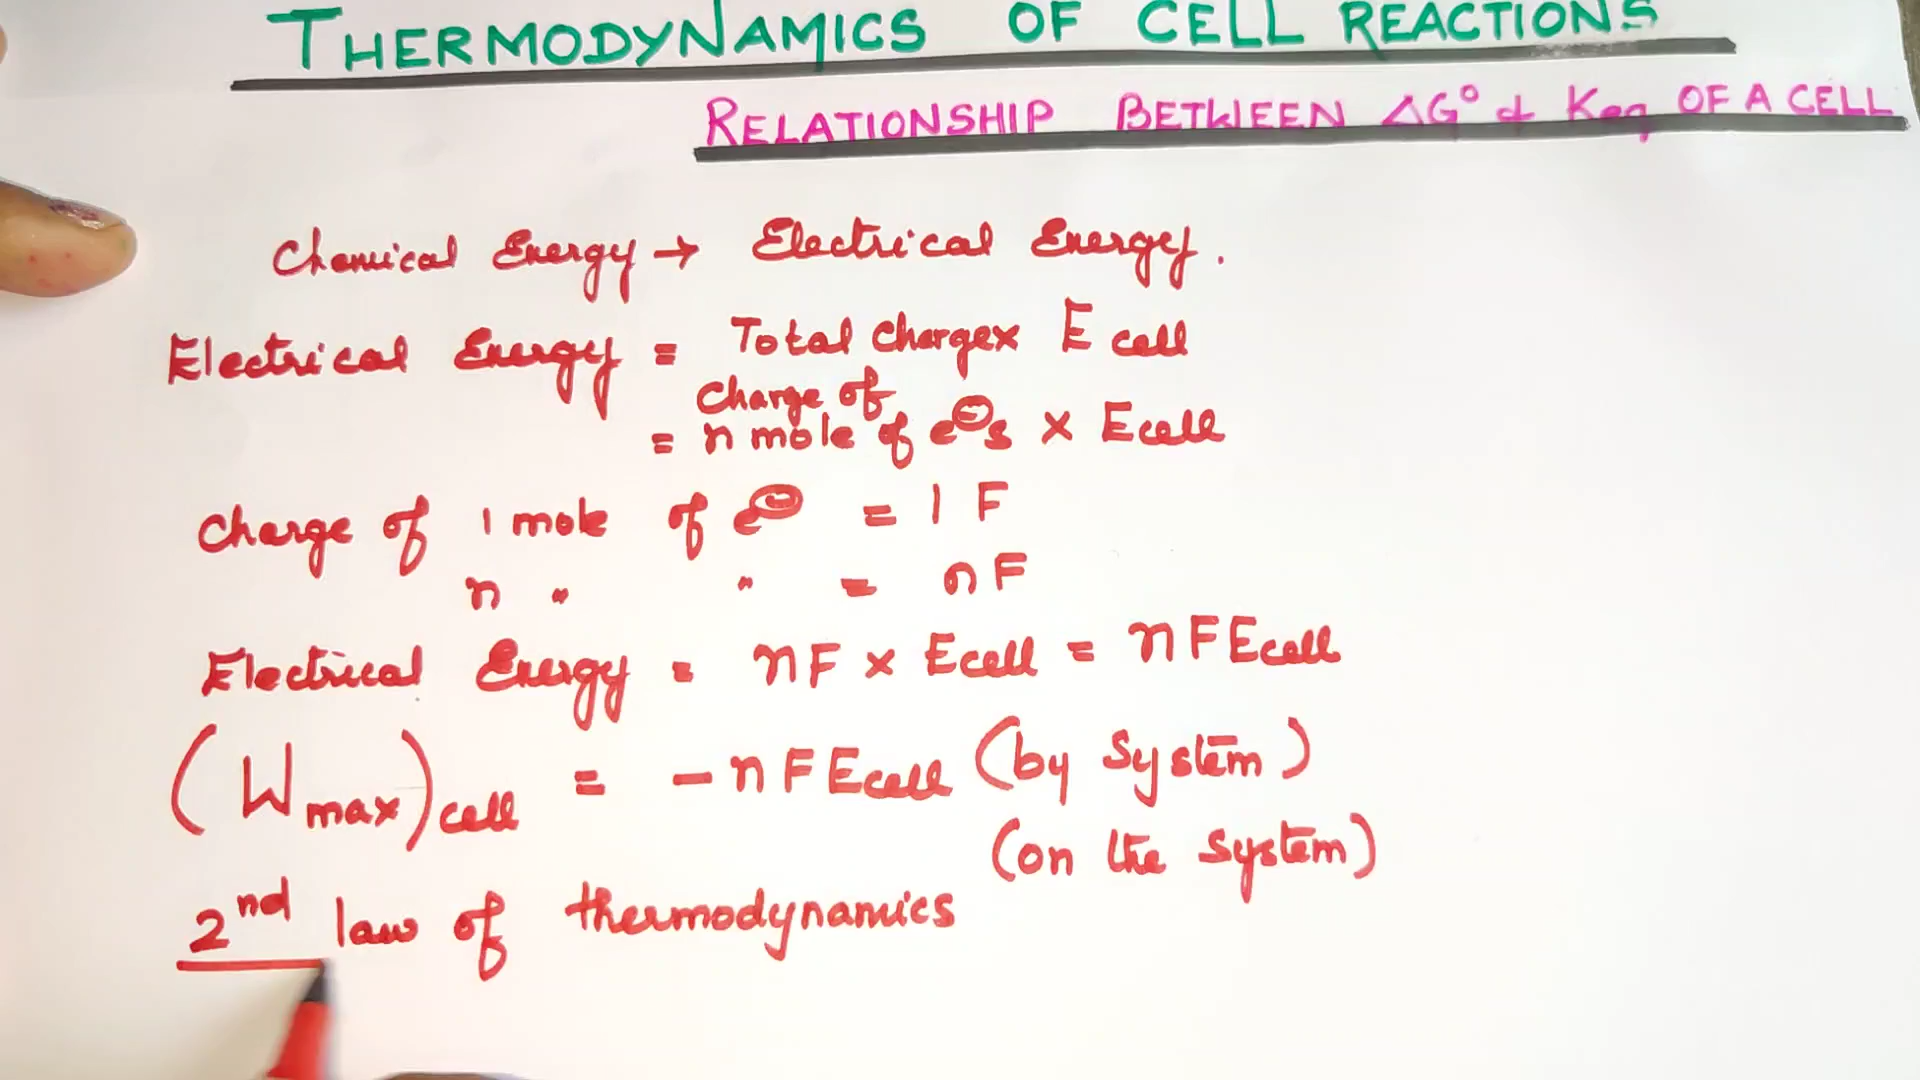 THERMODYNAMICS OF CELL REACTIONS
RELATIONSHIP BETWEEN ΔG° & Keq OF A CELL
Chemical Energy → Electrical Energy.
Electrical Energy = Total charge x E cell
Charge of
= n mole of e⊖s × Ecell
Charge of 1 mole of e⊖ = 1 F
n " " = nF
Electrical Energy = nF × Ecell = nFEcell
(Wmax)cell = - nFEcell (by system)
(on the system)
2nd law of thermodynamics